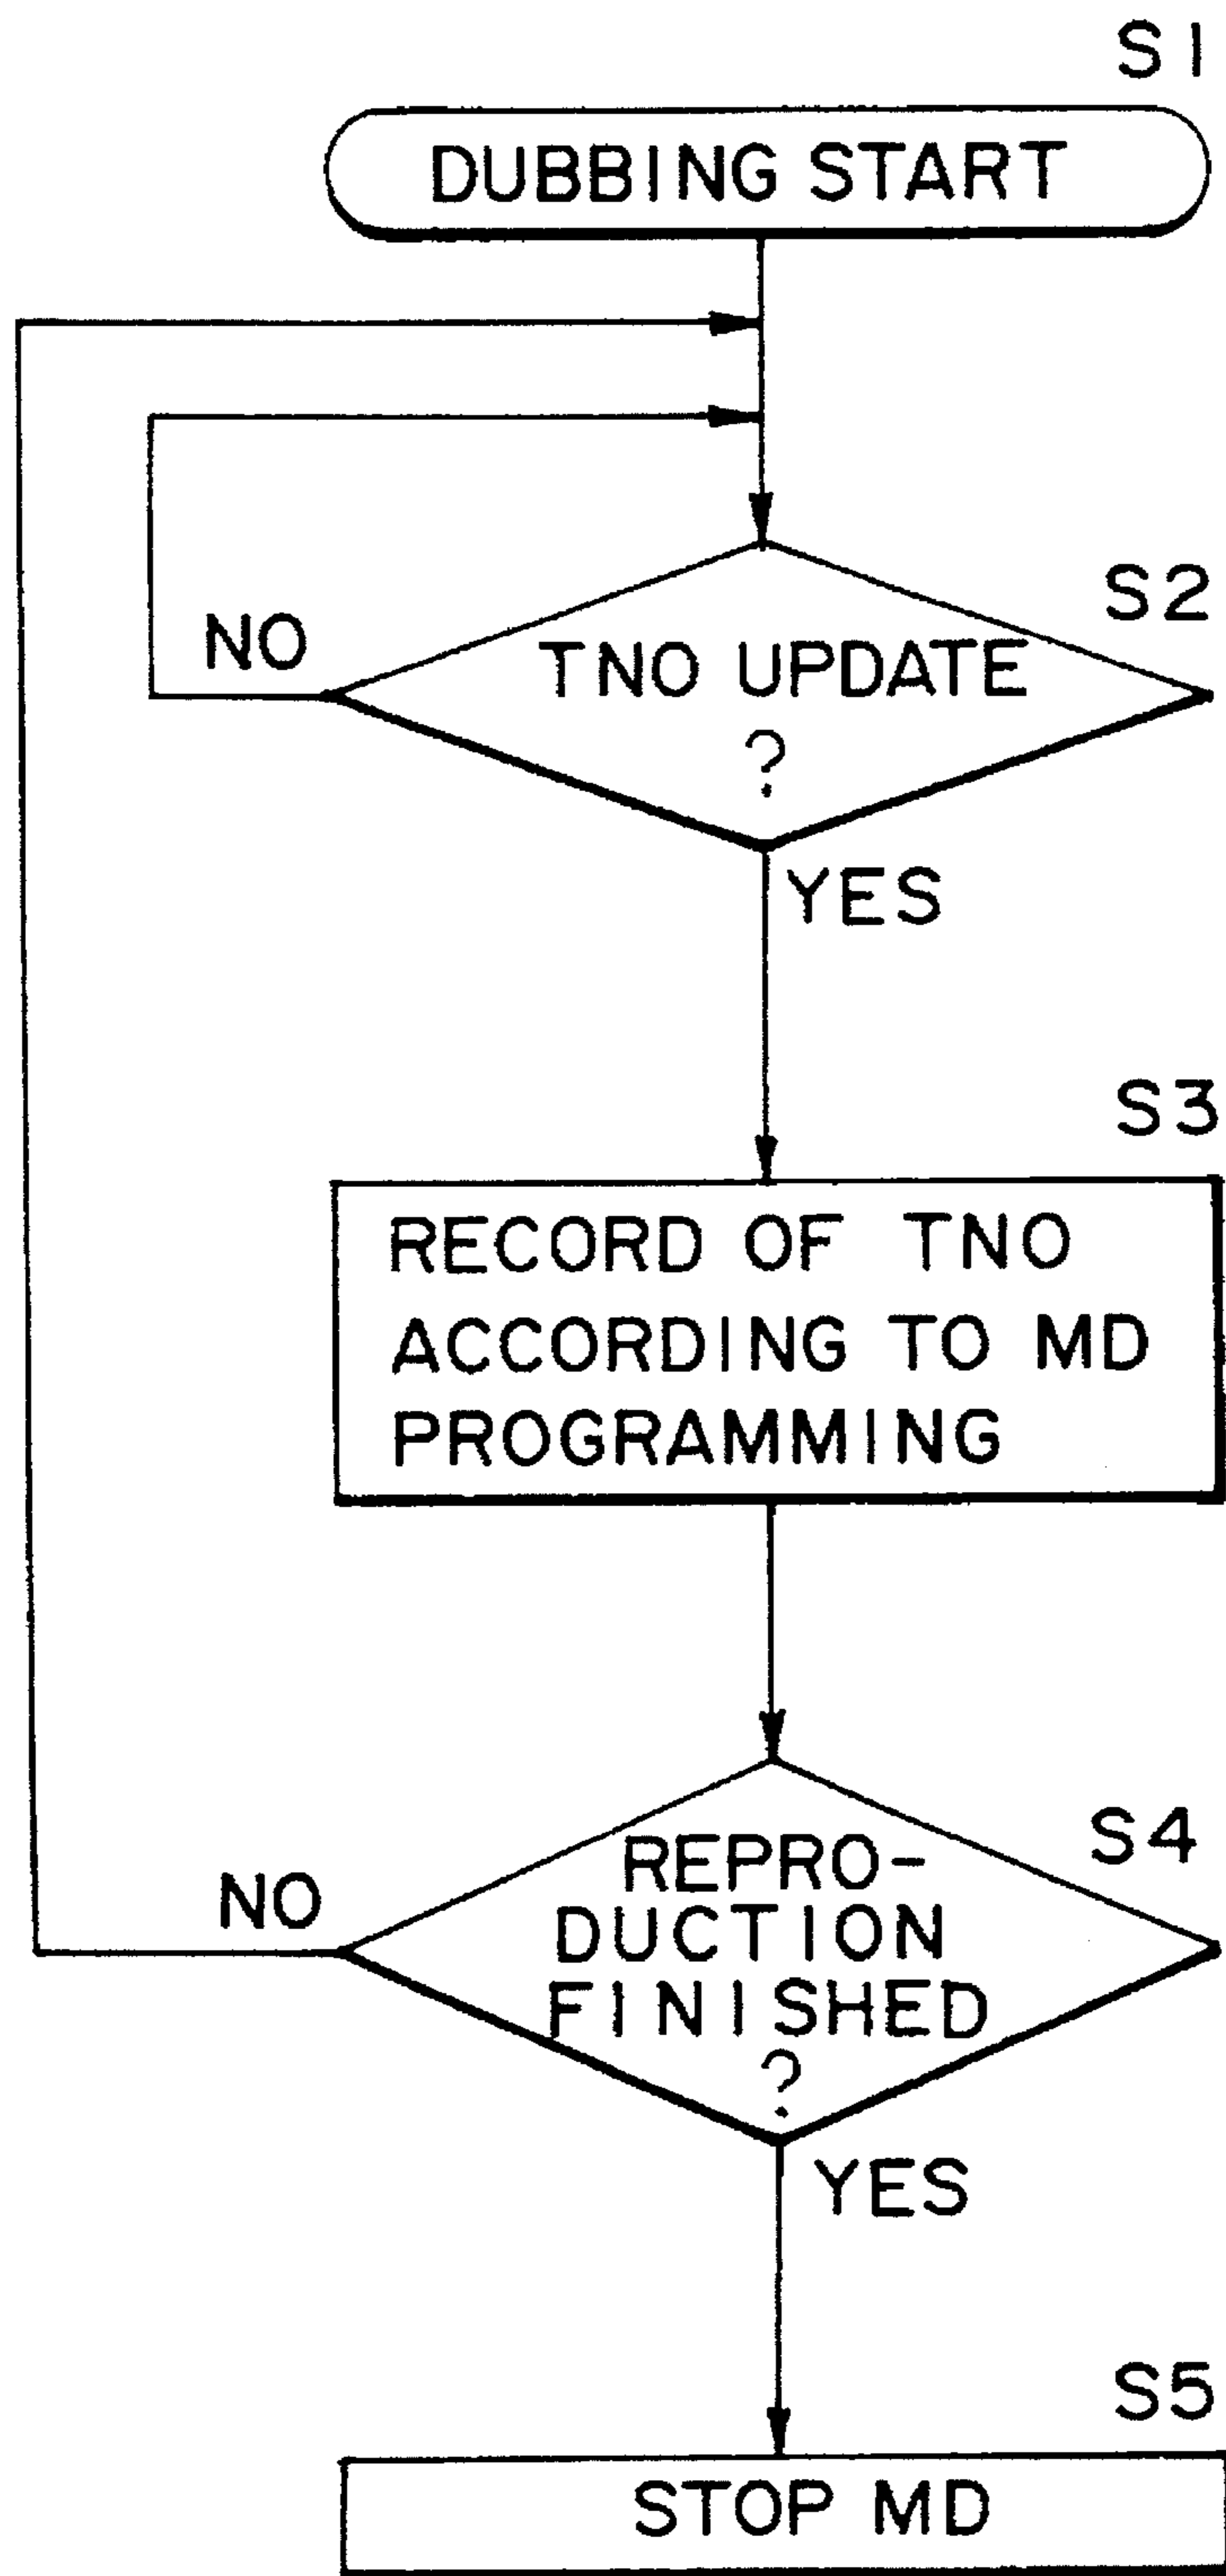 S1
DUBBING START
S2
NO
TNO UPDATE
?
YES
S3
RECORD OF TNO
ACCORDING TO MD
PROGRAMMING
S4
NO
REPRO-
DUCTION
FINISHED
?
YES
S5
STOP MD